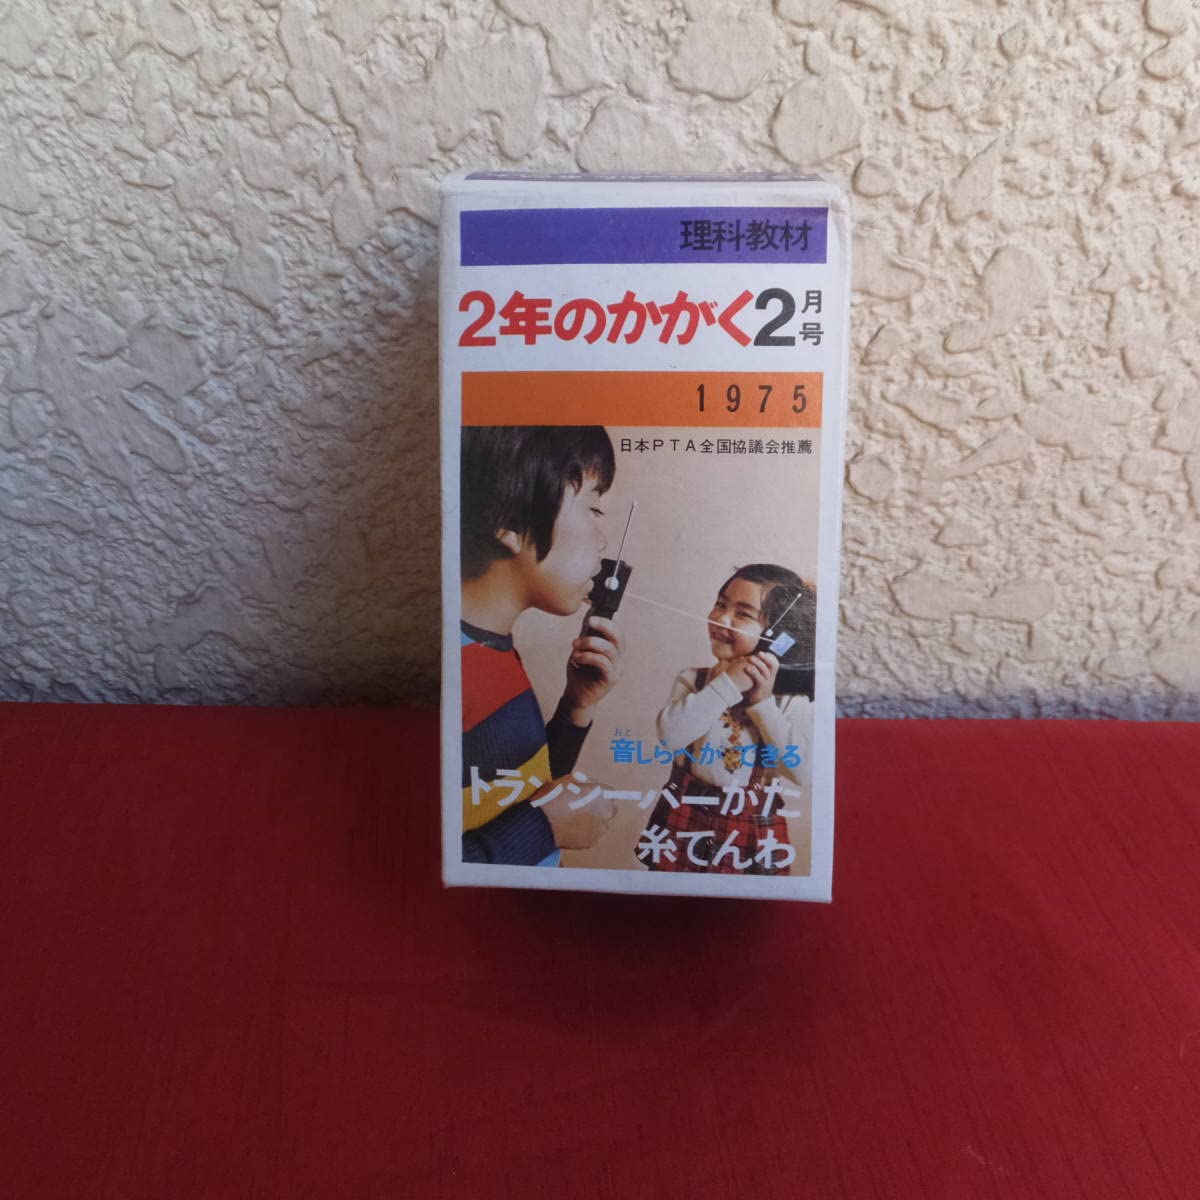 理科教材
2年のかがく2月号
1975
日本PTA全国協議会推薦
おと
音しらべができる
トランシーバーがた
糸てんわ